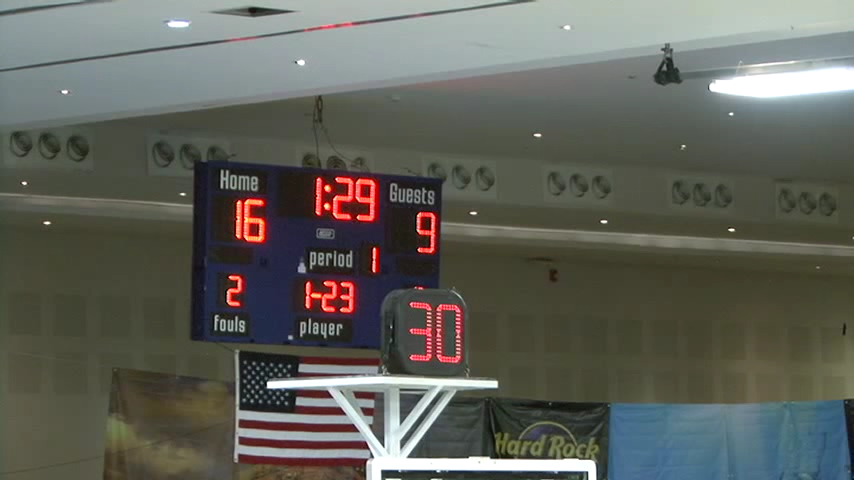 Home 1:29 Guests
16 9
period 1
2 1-23
fouls player
30
Hard Rock